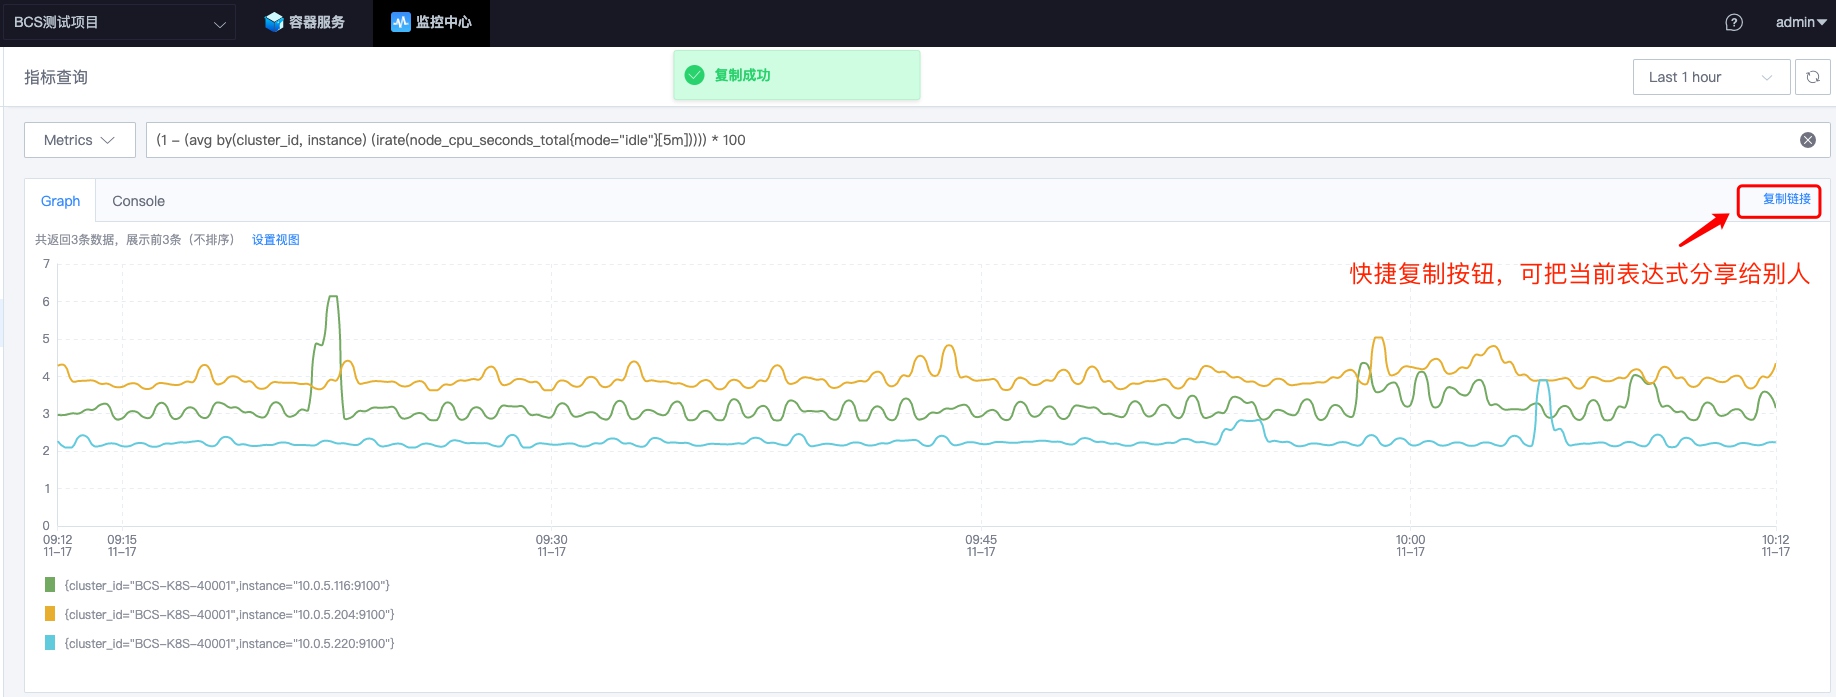 BCS测试项目
容器服务
监控中心
admin
指标查询
复制成功
Last 1 hour
Metrics
(1 - (avg by(cluster_id, instance) (irate(node_cpu_seconds_total{mode="idle"}[5m])))) * 100
Graph
Console
复制链接
共返回3条数据，展示前3条（不排序）
设置视图
快捷复制按钮，可把当前表达式分享给别人
7
6
5
4
3
2
1
0
09:12
11-17
09:15
11-17
09:30
11-17
09:45
11-17
10:00
11-17
10:12
11-17
{cluster_id="BCS-K8S-40001",instance="10.0.5.116:9100"}
{cluster_id="BCS-K8S-40001",instance="10.0.5.204:9100"}
{cluster_id="BCS-K8S-40001",instance="10.0.5.220:9100"}